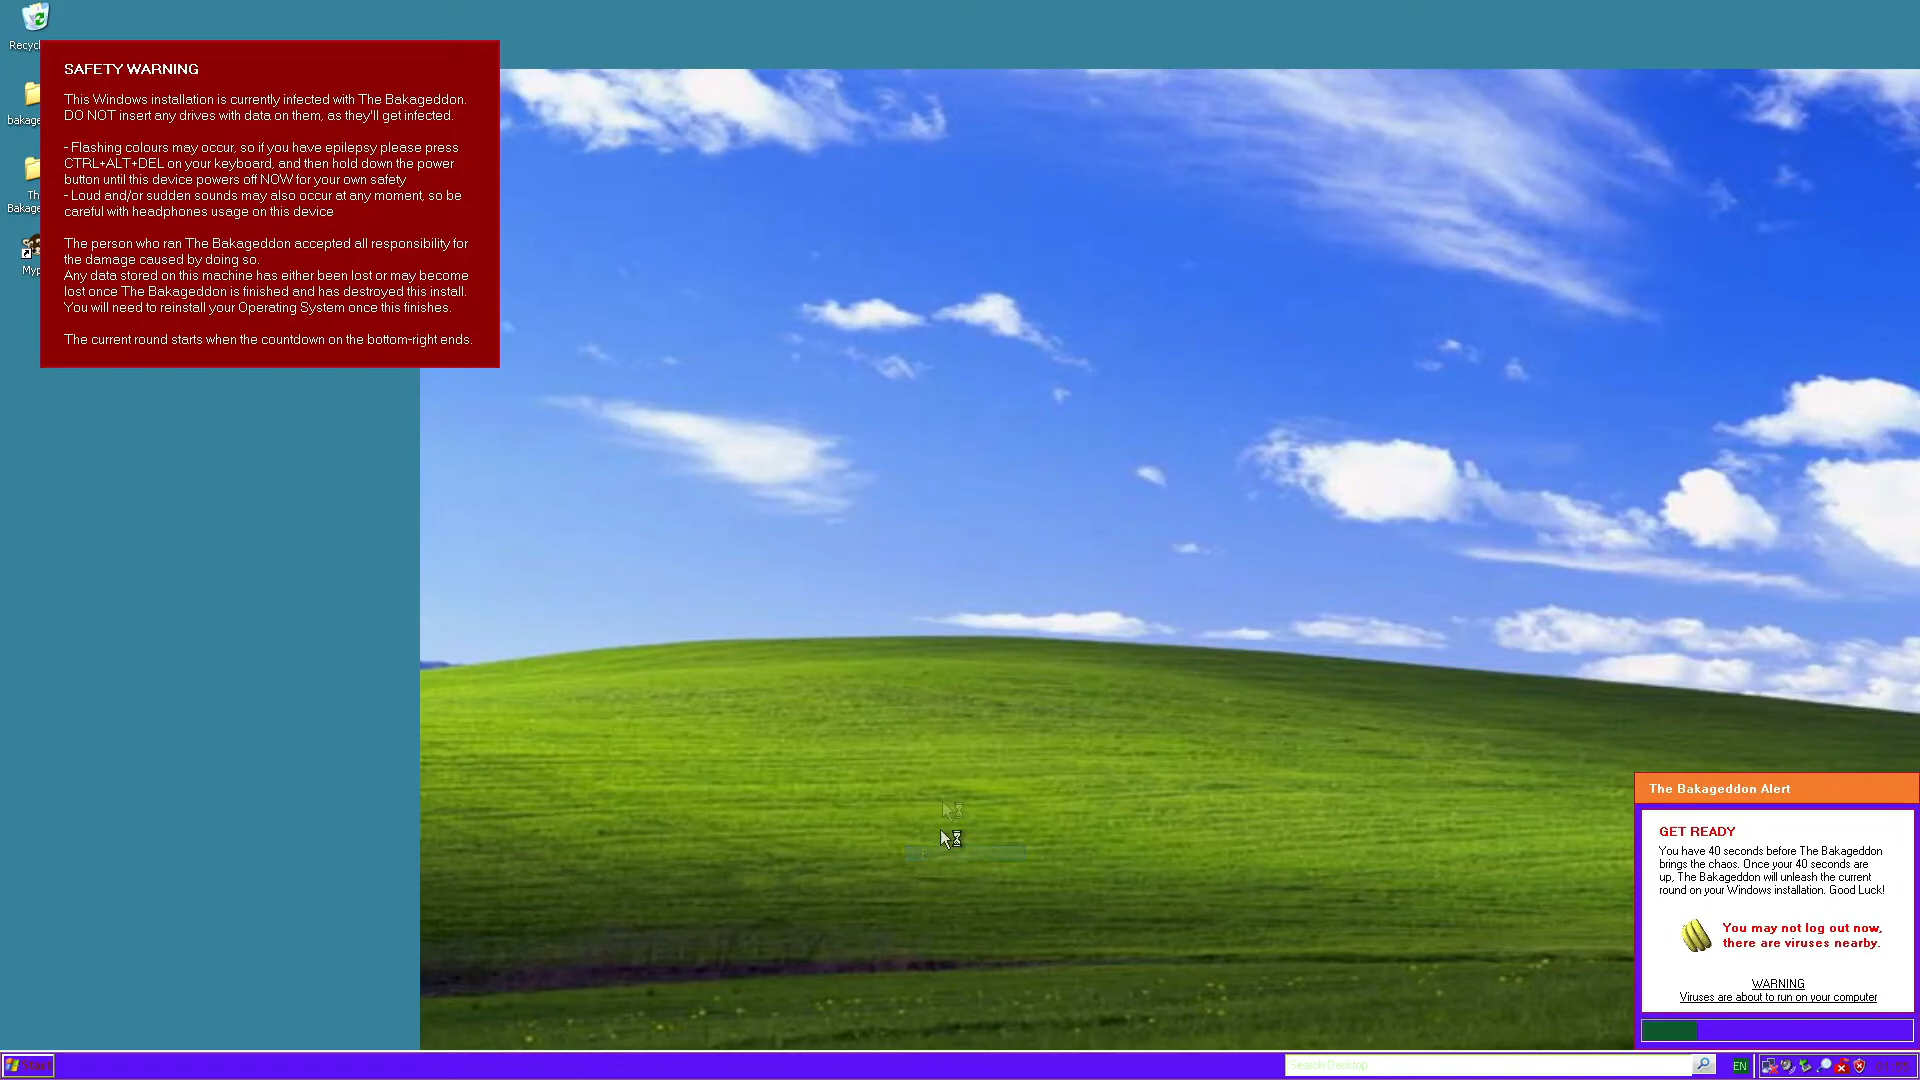 Recycl
bakage
Th
Bakage
Myp
SAFETY WARNING
This Windows installation is currently infected with The Bakageddon.
DO NOT insert any drives with data on them, as they'll get infected.
- Flashing colours may occur, so if you have epilepsy please press
CTRL+ALT+DEL on your keyboard, and then hold down the power
button until this device powers off NOW for your own safety
- Loud and/or sudden sounds may also occur at any moment, so be
careful with headphones usage on this device
The person who ran The Bakageddon accepted all responsibility for
the damage caused by doing so.
Any data stored on this machine has either been lost or may become
lost once The Bakageddon is finished and has destroyed this install.
You will need to reinstall your Operating System once this finishes.
The current round starts when the countdown on the bottom-right ends.
The Bakageddon Alert
GET READY
You have 40 seconds before The Bakageddon
brings the chaos. Once your 40 seconds are
up, The Bakageddon will unleash the current
round on your Windows installation. Good Luck!
You may not log out now,
there are viruses nearby.
WARNING
Viruses are about to run on your computer
Start
Search Desktop
EN